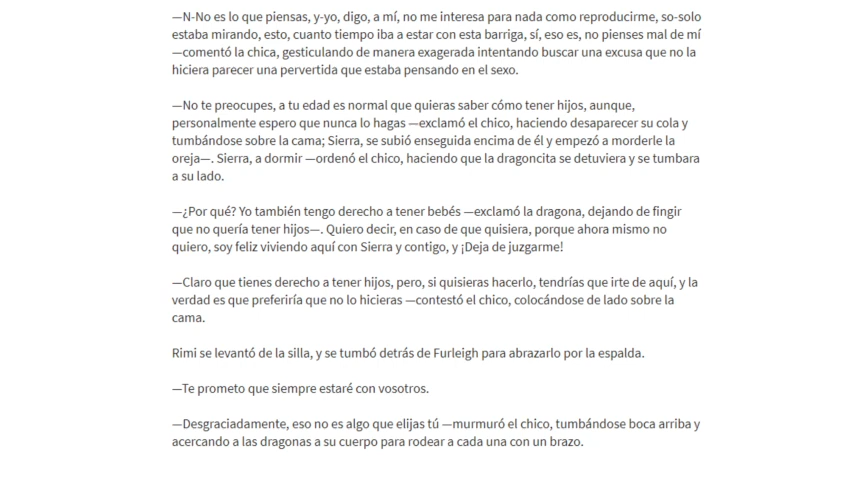 —N-No es lo que piensas, y-yo, digo, a mí, no me interesa para nada como reproducirme, so-solo
estaba mirando, esto, cuanto tiempo iba a estar con esta barriga, sí, eso es, no pienses mal de mí
—comentó la chica, gesticulando de manera exagerada intentando buscar una excusa que no la
hiciera parecer una pervertida que estaba pensando en el sexo.
—No te preocupes, a tu edad es normal que quieras saber cómo tener hijos, aunque,
personalmente espero que nunca lo hagas —exclamó el chico, haciendo desaparecer su cola y
tumbándose sobre la cama; Sierra, se subió enseguida encima de él y empezó a morderle la
oreja—. Sierra, a dormir —ordenó el chico, haciendo que la dragoncita se detuviera y se tumbara
a su lado.
—¿Por qué? Yo también tengo derecho a tener bebés —exclamó la dragona, dejando de fingir
que no quería tener hijos—. Quiero decir, en caso de que quisiera, porque ahora mismo no
quiero, soy feliz viviendo aquí con Sierra y contigo, y ¡Deja de juzgarme!
—Claro que tienes derecho a tener hijos, pero, si quisieras hacerlo, tendrías que irte de aquí, y la
verdad es que preferiría que no lo hicieras —contestó el chico, colocándose de lado sobre la
cama.
Rimi se levantó de la silla, y se tumbó detrás de Furleigh para abrazarlo por la espalda.
—Te prometo que siempre estaré con vosotros.
—Desgraciadamente, eso no es algo que elijas tú —murmuró el chico, tumbándose boca arriba y
acercando a las dragonas a su cuerpo para rodear a cada una con un brazo.